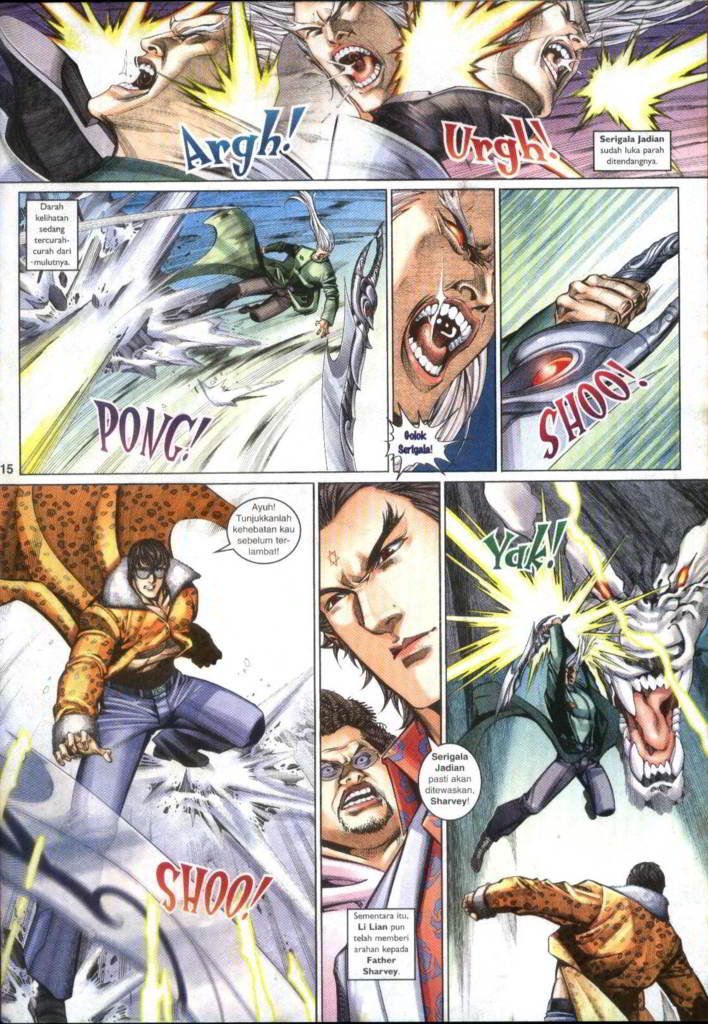 Argh!
Urgh!
Serigala Jadian
sudah luka parah
ditendangnya.
Darah
kelihatan
sedang
tercurah-
curah dari
-mulutnya.
PONG!
Golok
Serigala!
SHOO!
15
Ayuh!
Tunjukkanlah
kehebatan kau
sebelum ter-
lambat!
SHOO!
Serigala
Jadian
pasti akan
ditewaskan,
Sharvey!
Sementara itu,
Li Lian pun
telah memberi
arahan kepada
Father
Sharvey.
Yak!